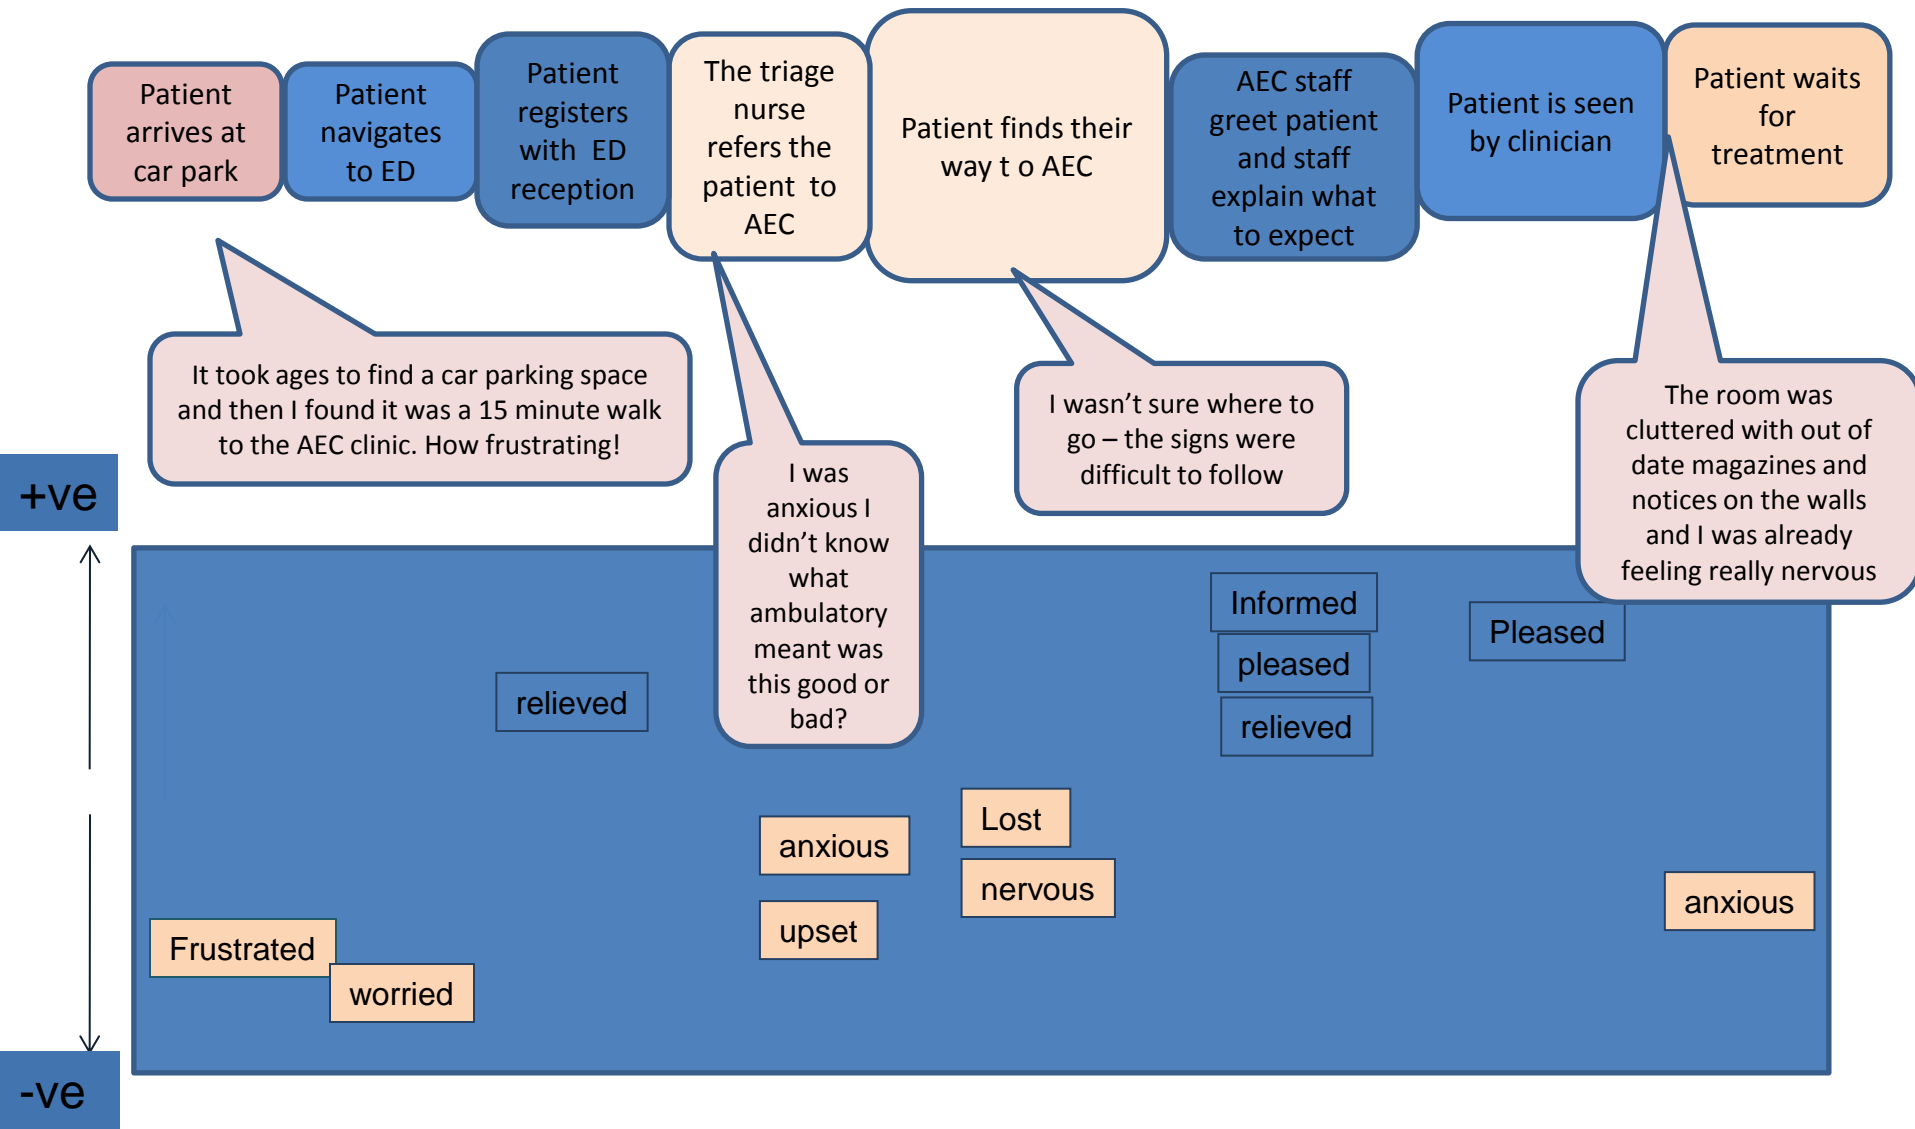 Patient
arrives at
car park
Patient
navigates
to ED
Patient
registers
with ED
reception
The triage
nurse
refers the
patient to
AEC
Patient finds their
way t o AEC
AEC staff
greet patient
and staff
explain what
to expect
Patient is seen
by clinician
Patient waits
for
treatment
It took ages to find a car parking space
and then I found it was a 15 minute walk
to the AEC clinic. How frustrating!
I was
anxious I
didn’t know
what
ambulatory
meant was
this good or
bad?
I wasn’t sure where to
go – the signs were
difficult to follow
The room was
cluttered with out of
date magazines and
notices on the walls
and I was already
feeling really nervous
+ve
Informed
pleased
relieved
Pleased
relieved
Lost
nervous
anxious
upset
anxious
Frustrated
worried
-ve